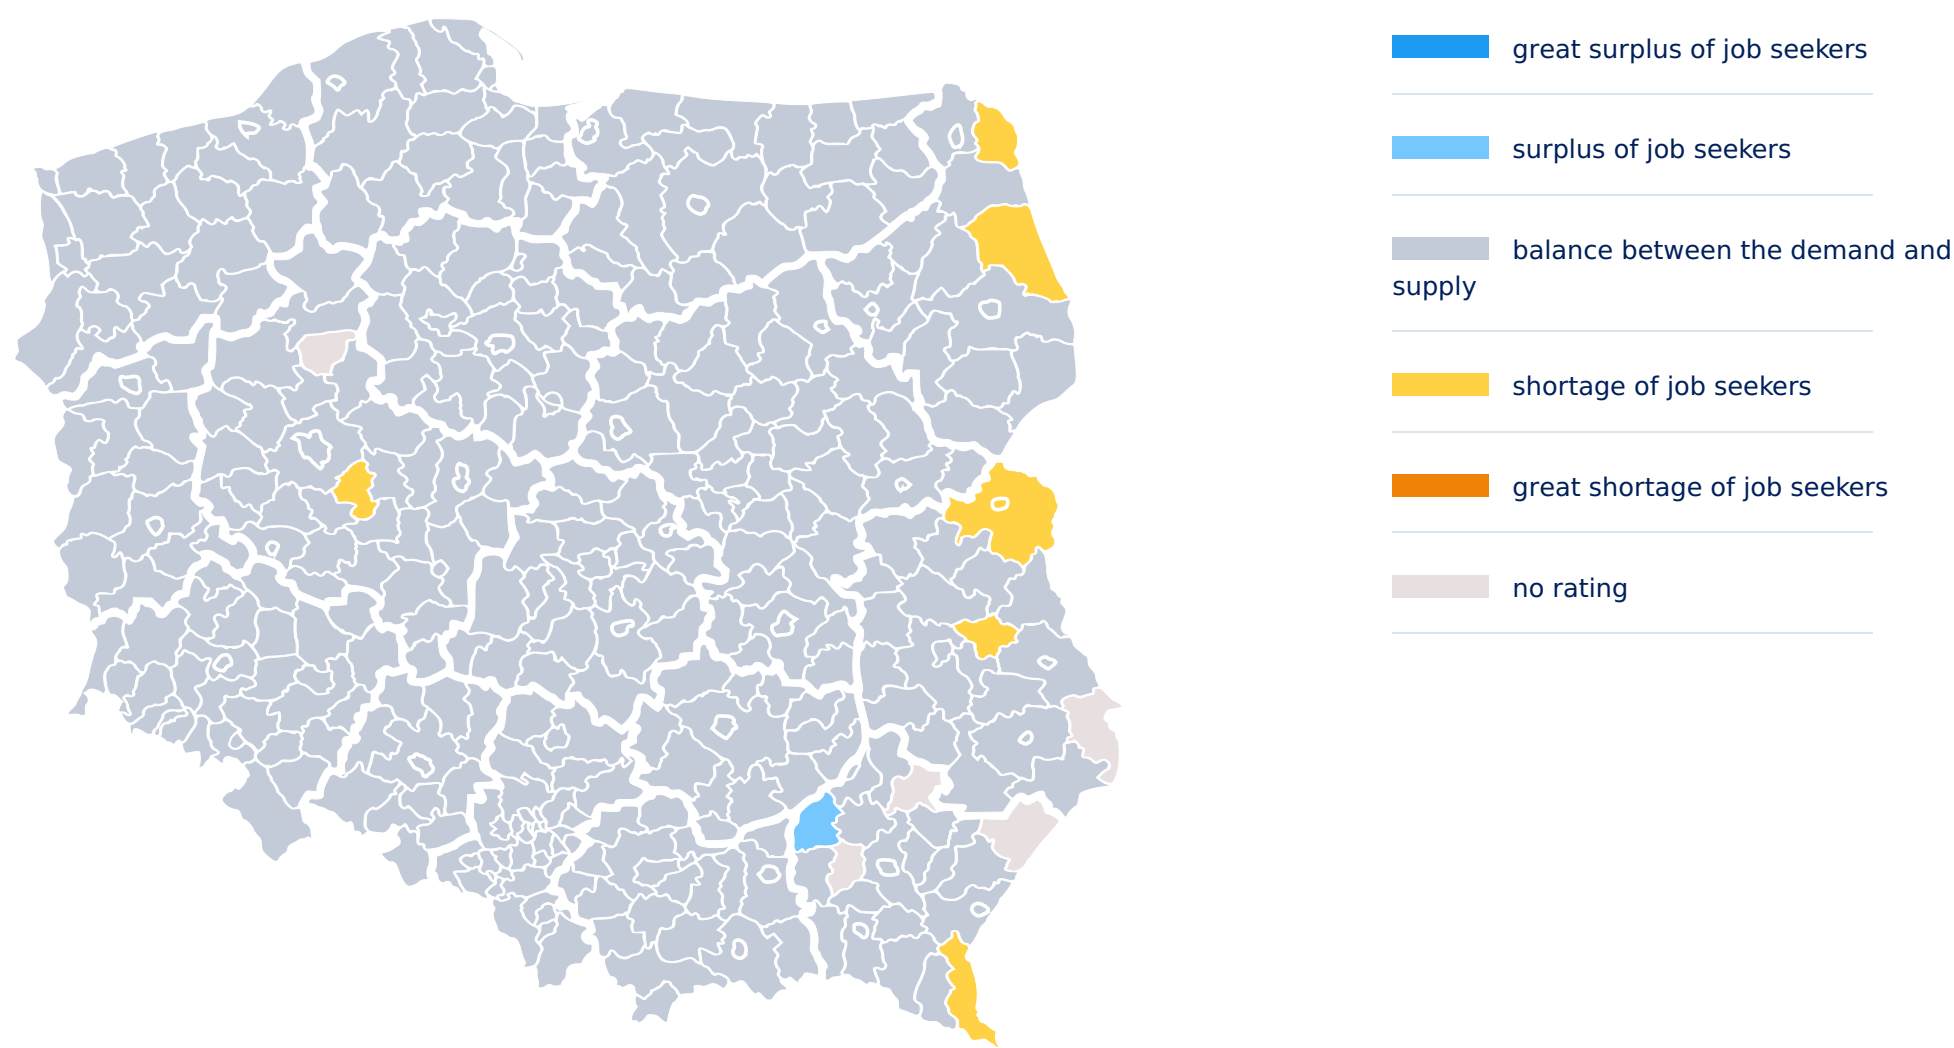 great surplus of job seekers
surplus of job seekers
balance between the demand and
supply
shortage of job seekers
great shortage of job seekers
no rating